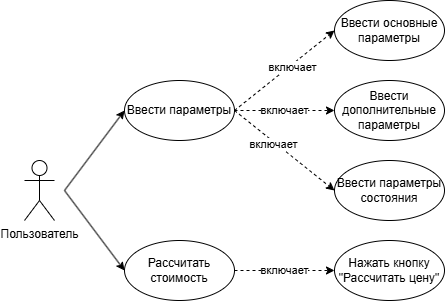 Ввести основные
параметры
включает
Ввести параметры
включает
Ввести
дополнительные
параметры
включает
Ввести параметры
состояния
Пользователь
Рассчитать
стоимость
включает
Нажать кнопку
"Рассчитать цену"